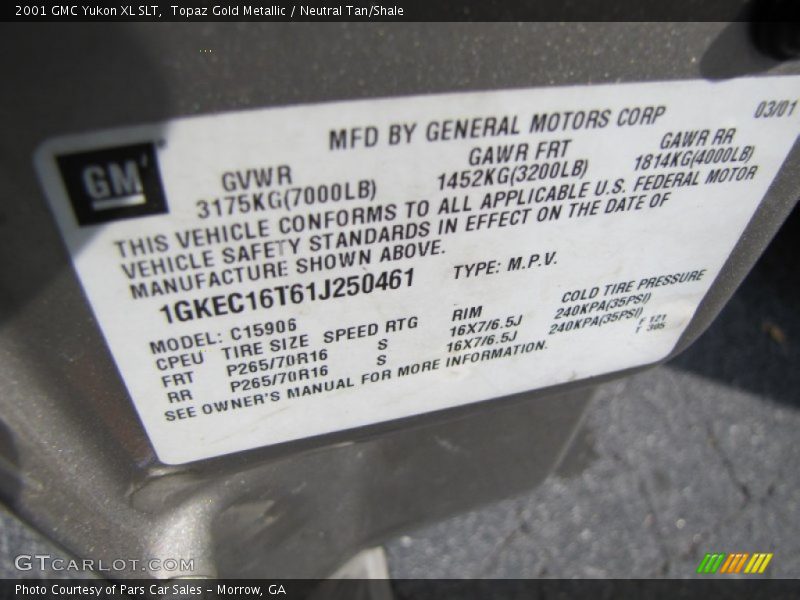 2001 GMC Yukon XL SLT,  Topaz Gold Metallic / Neutral Tan/Shale
MFD BY GENERAL MOTORS CORP 03/01
GM
GVWR GAWR FRT GAWR RR
3175KG(7000LB) 1452KG(3200LB) 1814KG(4000LB)
THIS VEHICLE CONFORMS TO ALL APPLICABLE U.S. FEDERAL MOTOR
VEHICLE SAFETY STANDARDS IN EFFECT ON THE DATE OF
MANUFACTURE SHOWN ABOVE.
1GKEC16T61J250461 TYPE: M.P.V.
MODEL: C15906
CPEU TIRE SIZE SPEED RTG RIM COLD TIRE PRESSURE
FRT P265/70R16 S 16X7/6.5J 240KPA(35PSI)
RR P265/70R16 S 16X7/6.5J 240KPA(35PSI)
F 121
T 305
SEE OWNER'S MANUAL FOR MORE INFORMATION.
GTCARLOT.COM
Photo Courtesy of Pars Car Sales - Morrow, GA